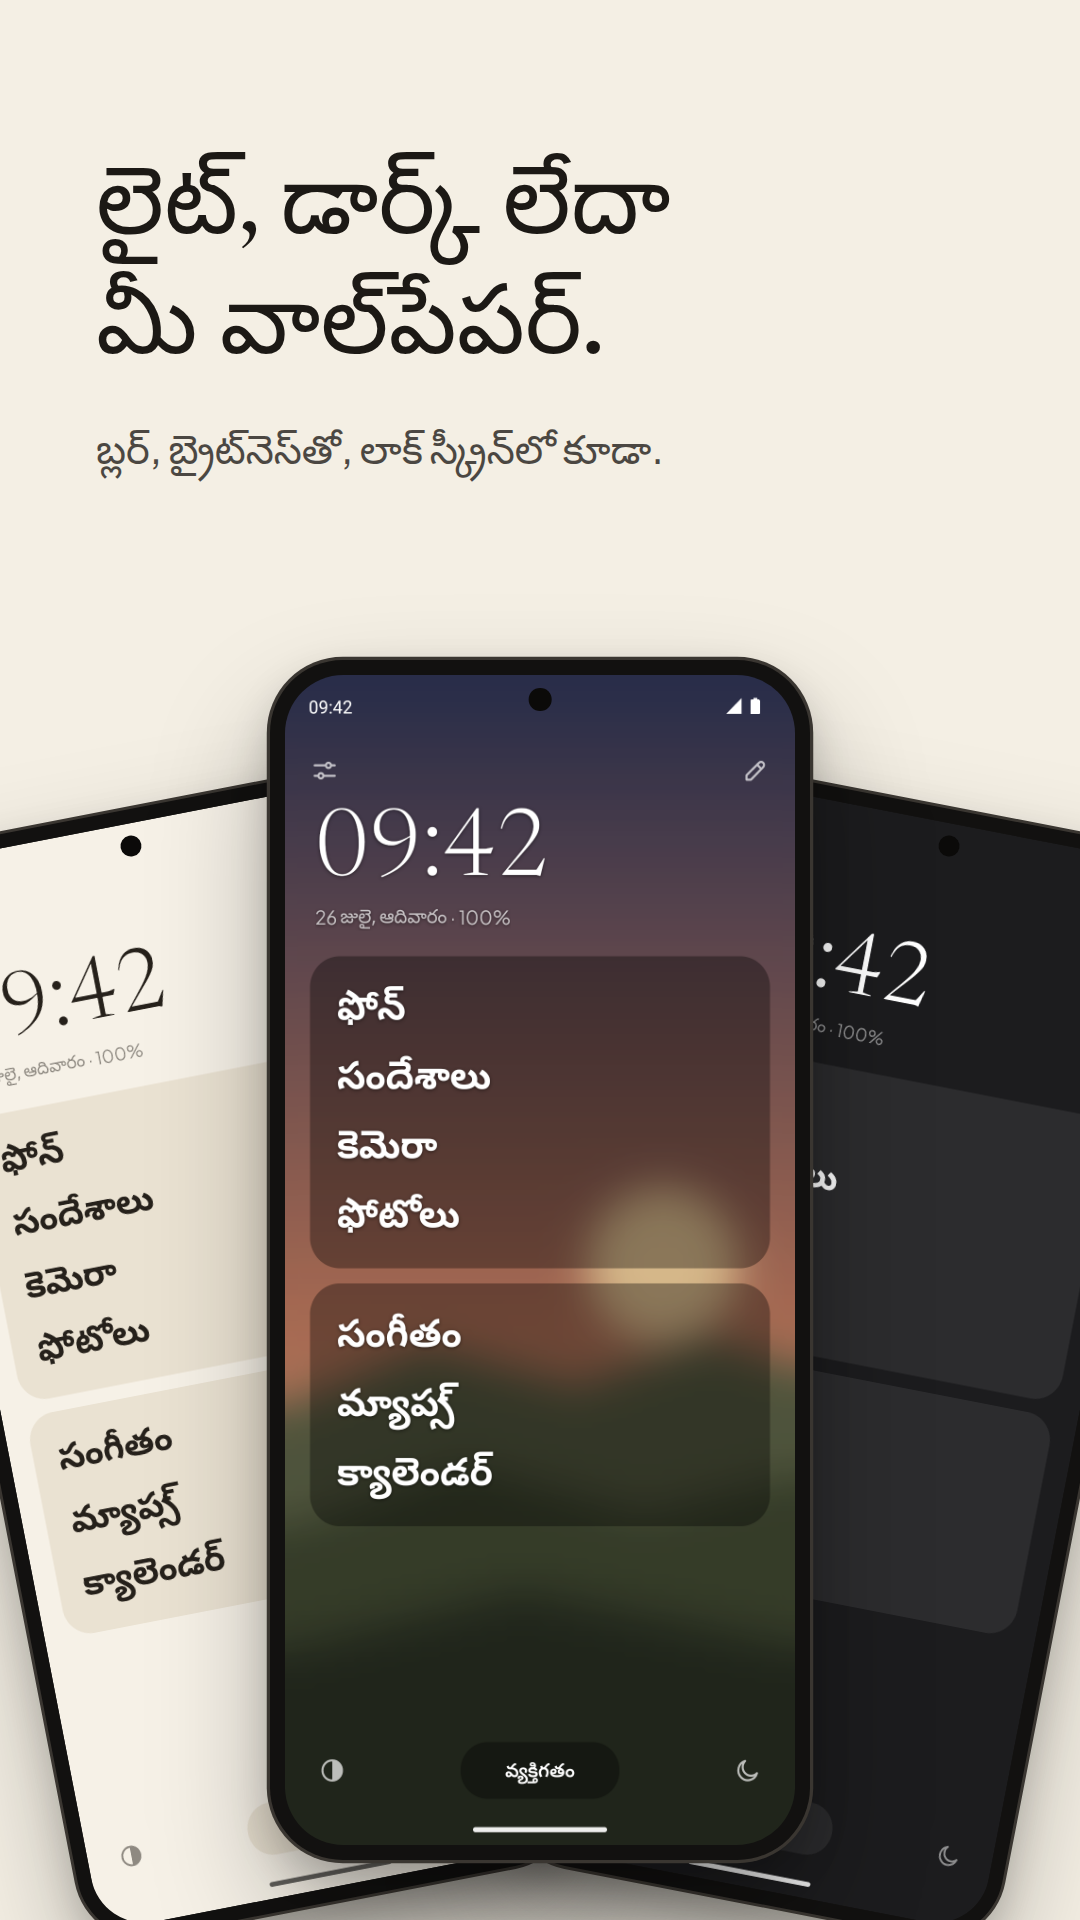 లైట్, డార్క్ లేదా
మీ వాల్‌పేపర్.
బ్లర్, బ్రైట్‌నెస్‌తో, లాక్ స్క్రీన్‌లో కూడా.
09:42
09:42
26 జులై, ఆదివారం · 100%
ఫోన్
సందేశాలు
కెమెరా
ఫోటోలు
సంగీతం
మ్యాప్స్
క్యాలెండర్
వ్యక్తిగతం
9:42
ఆదివారం · 100%
ఫోన్
సందేశాలు
కెమెరా
ఫోటోలు
సంగీతం
మ్యాప్స్
క్యాలెండర్
:42
100%